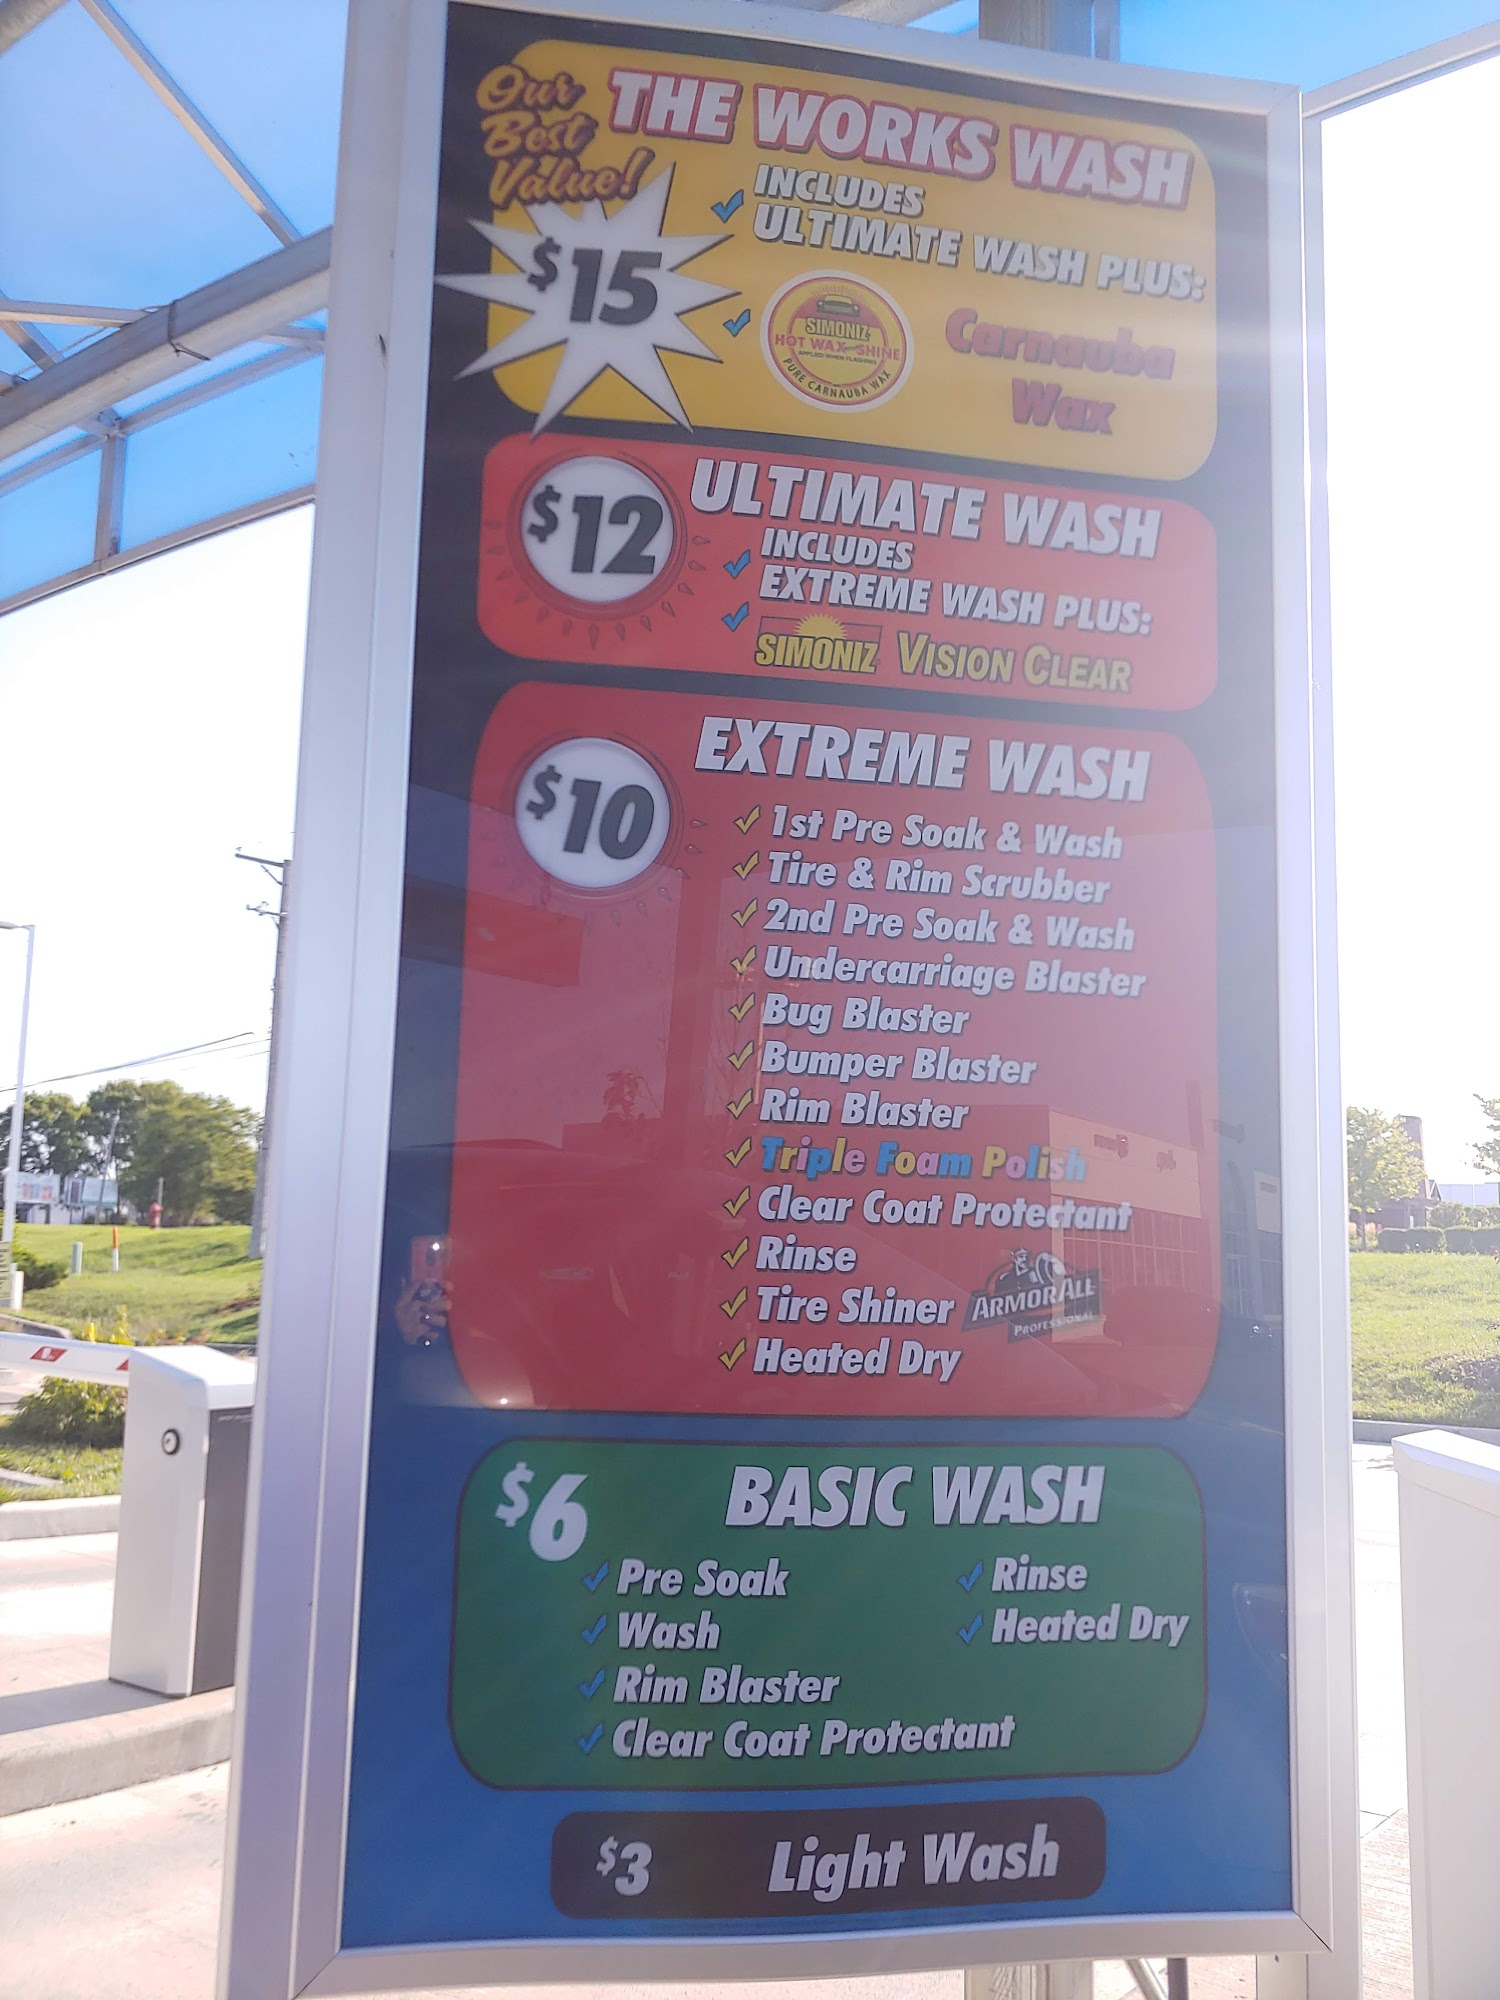 Our
Best
Value!
THE WORKS WASH
$15
INCLUDES
ULTIMATE WASH PLUS:
SIMONIZ
HOT WAX and SHINE
PURE CARNAUBA WAX
Carnauba
Wax
$12
ULTIMATE WASH
INCLUDES
EXTREME WASH PLUS:
SIMONIZ VISION CLEAR
$10
EXTREME WASH
1st Pre Soak & Wash
Tire & Rim Scrubber
2nd Pre Soak & Wash
Undercarriage Blaster
Bug Blaster
Bumper Blaster
Rim Blaster
Triple Foam Polish
Clear Coat Protectant
Rinse
Tire Shiner ARMOR ALL
PROFESSIONAL
Heated Dry
$6
BASIC WASH
Pre Soak
Wash
Rim Blaster
Clear Coat Protectant
Rinse
Heated Dry
$3 Light Wash